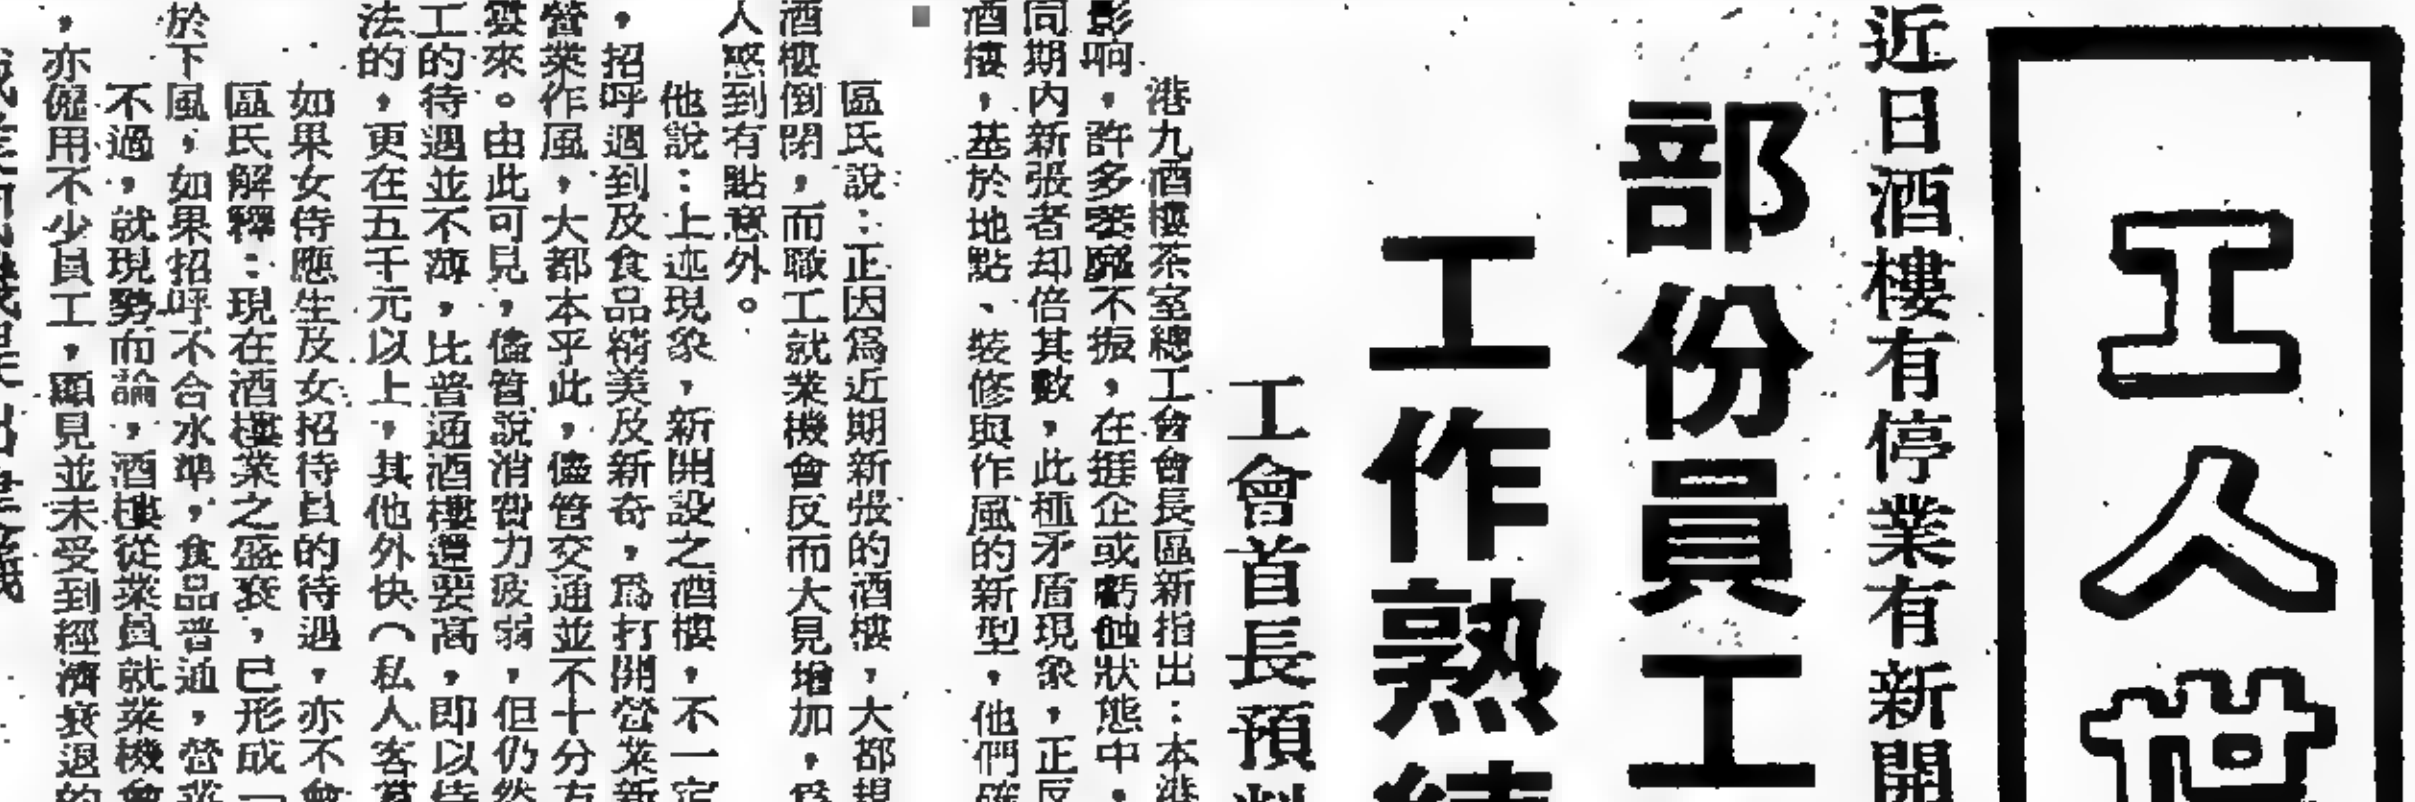 工人世
近日酒樓有停業有新開
部份員工
工作熟練
工會首長預料
港九酒樓茶室總工會會長區新指出：本港
影响，許多業務不振，在捱企或虧蝕狀態中，
同期內新張者却倍其數，此種矛盾現象，正反
酒樓，基於地點、裝修與作風的新型，他們確
區氏說：正因為近期新張的酒樓，大都規
酒樓倒閉，而職工就業機會反而大見增加，為
人感到有點意外。
他說：上述現象，新開設之酒樓，不一定
，招呼週到及食品精美及新奇，為打開營業新
營業作風，大都本乎此，儘管交通並不十分方
雲來。由此可見，儘管說消費力疲弱，但仍然
工的待遇並不薄，比普通酒樓還要高，即以侍
法的，更在五千元以上，其他外快（私人客
如果女侍應生及女招待員的待遇，亦不會
區氏解釋：現在酒樓業之盛衰，已形成「
於下風，如果招呼不合水準，食品普通，營業
不過，就現勢而論，酒樓從業員就業機會
，亦僱用不少員工，顯見並未受到經濟衰退的